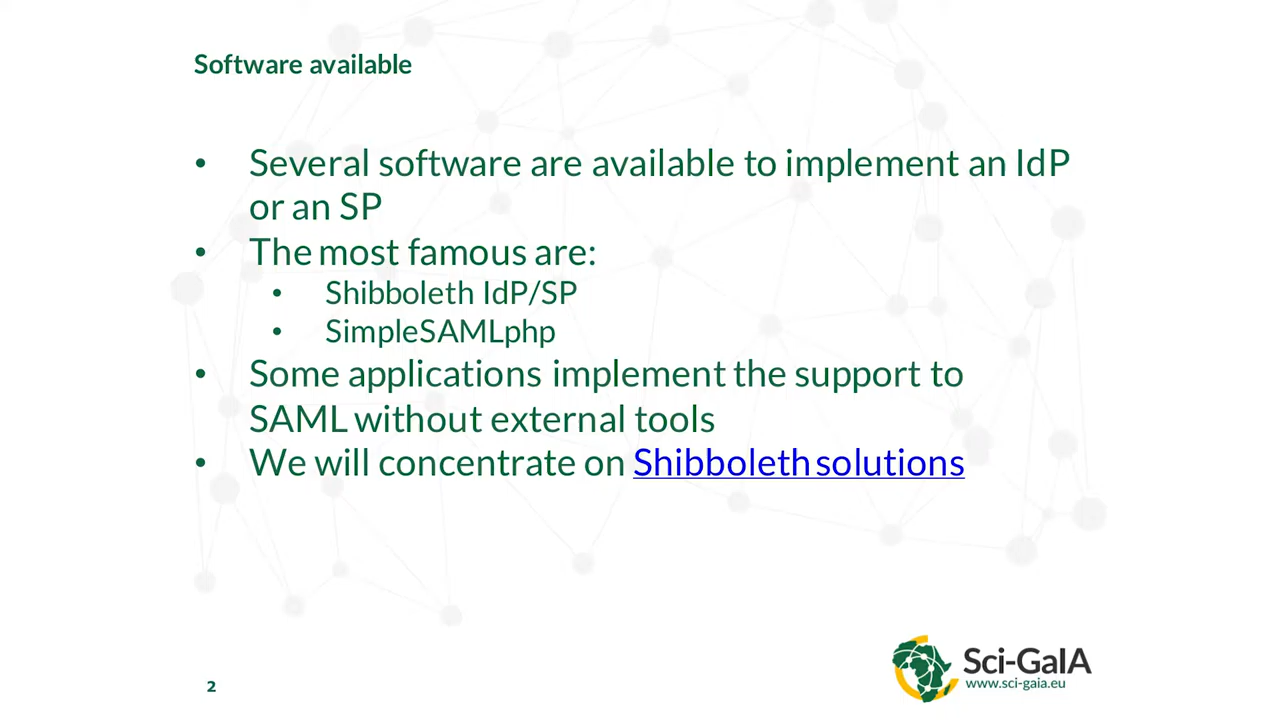 Software available
• Several software are available to implement an IdP
or an SP
• The most famous are:
• Shibboleth IdP/SP
• SimpleSAMLphp
• Some applications implement the support to
SAML without external tools
• We will concentrate on Shibboleth solutions
2
Sci-GaIA
www.sci-gaia.eu